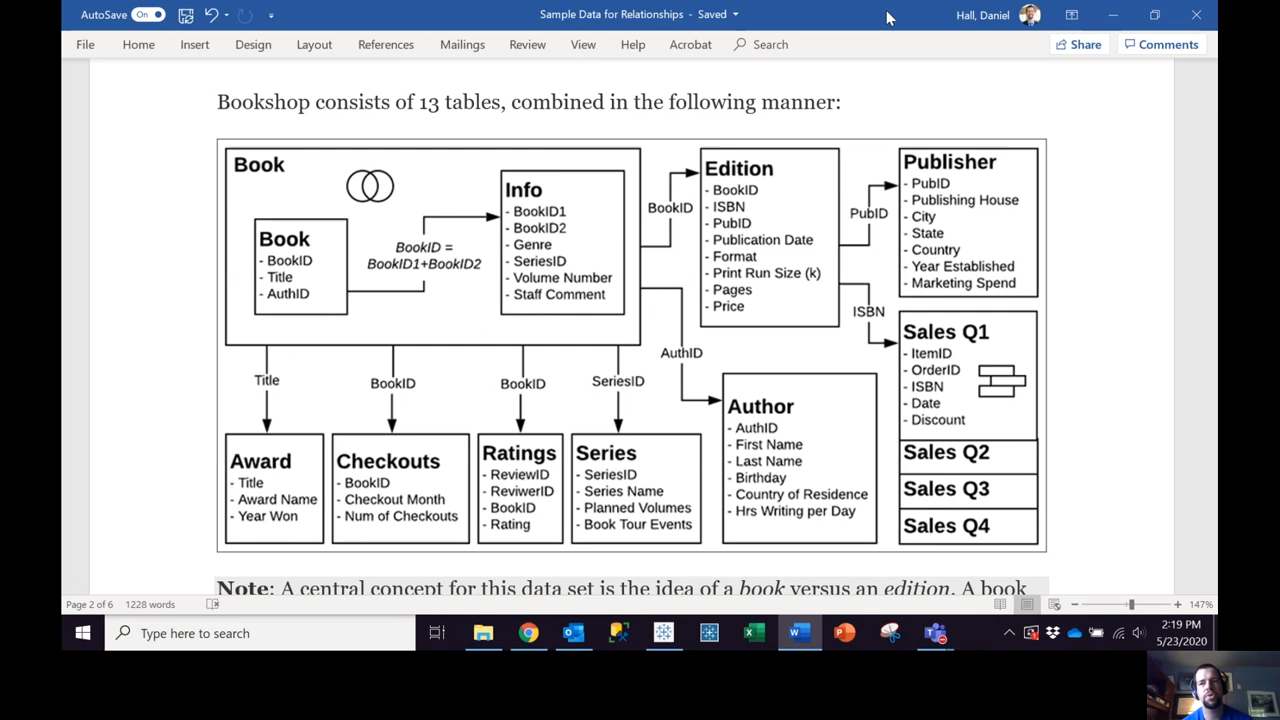 AutoSave On
Sample Data for Relationships - Saved
Hall, Daniel
File Home Insert Design Layout References Mailings Review View Help Acrobat Search Share Comments
Bookshop consists of 13 tables, combined in the following manner:
Book
Book
- BookID
- Title
- AuthID
BookID =
BookID1+BookID2
Info
- BookID1
- BookID2
- Genre
- SeriesID
- Volume Number
- Staff Comment
BookID
Edition
- BookID
- ISBN
- PubID
- Publication Date
- Format
- Print Run Size (k)
- Pages
- Price
PubID
Publisher
- PubID
- Publishing House
- City
- State
- Country
- Year Established
- Marketing Spend
ISBN
Sales Q1
- ItemID
- OrderID
- ISBN
- Date
- Discount
Sales Q2
Sales Q3
Sales Q4
AuthID
Author
- AuthID
- First Name
- Last Name
- Birthday
- Country of Residence
- Hrs Writing per Day
Title
Award
- Title
- Award Name
- Year Won
BookID
Checkouts
- BookID
- Checkout Month
- Num of Checkouts
BookID
Ratings
- ReviewID
- ReviwerID
- BookID
- Rating
SeriesID
Series
- SeriesID
- Series Name
- Planned Volumes
- Book Tour Events
Note: A central concept for this data set is the idea of a book versus an edition. A book
Page 2 of 6 1228 words
147%
Type here to search
2:19 PM
5/23/2020